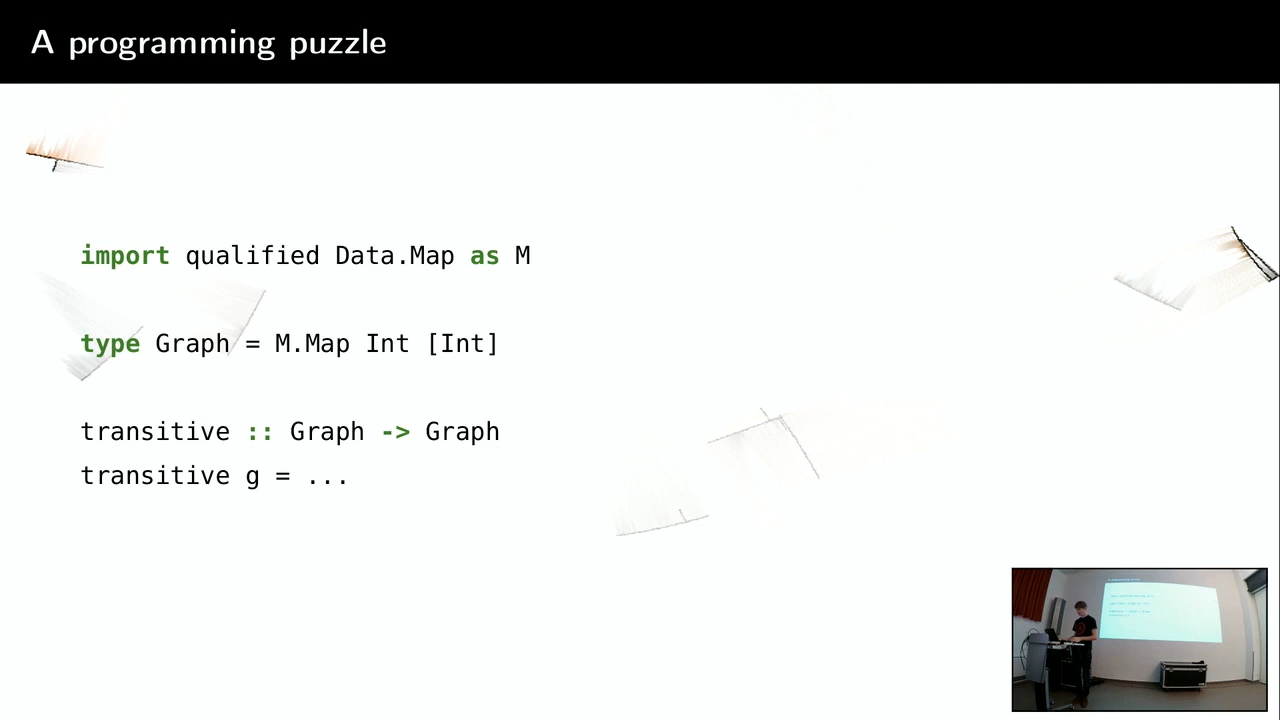 A programming puzzle
import qualified Data.Map as M
type Graph = M.Map Int [Int]
transitive :: Graph -> Graph
transitive g = ...